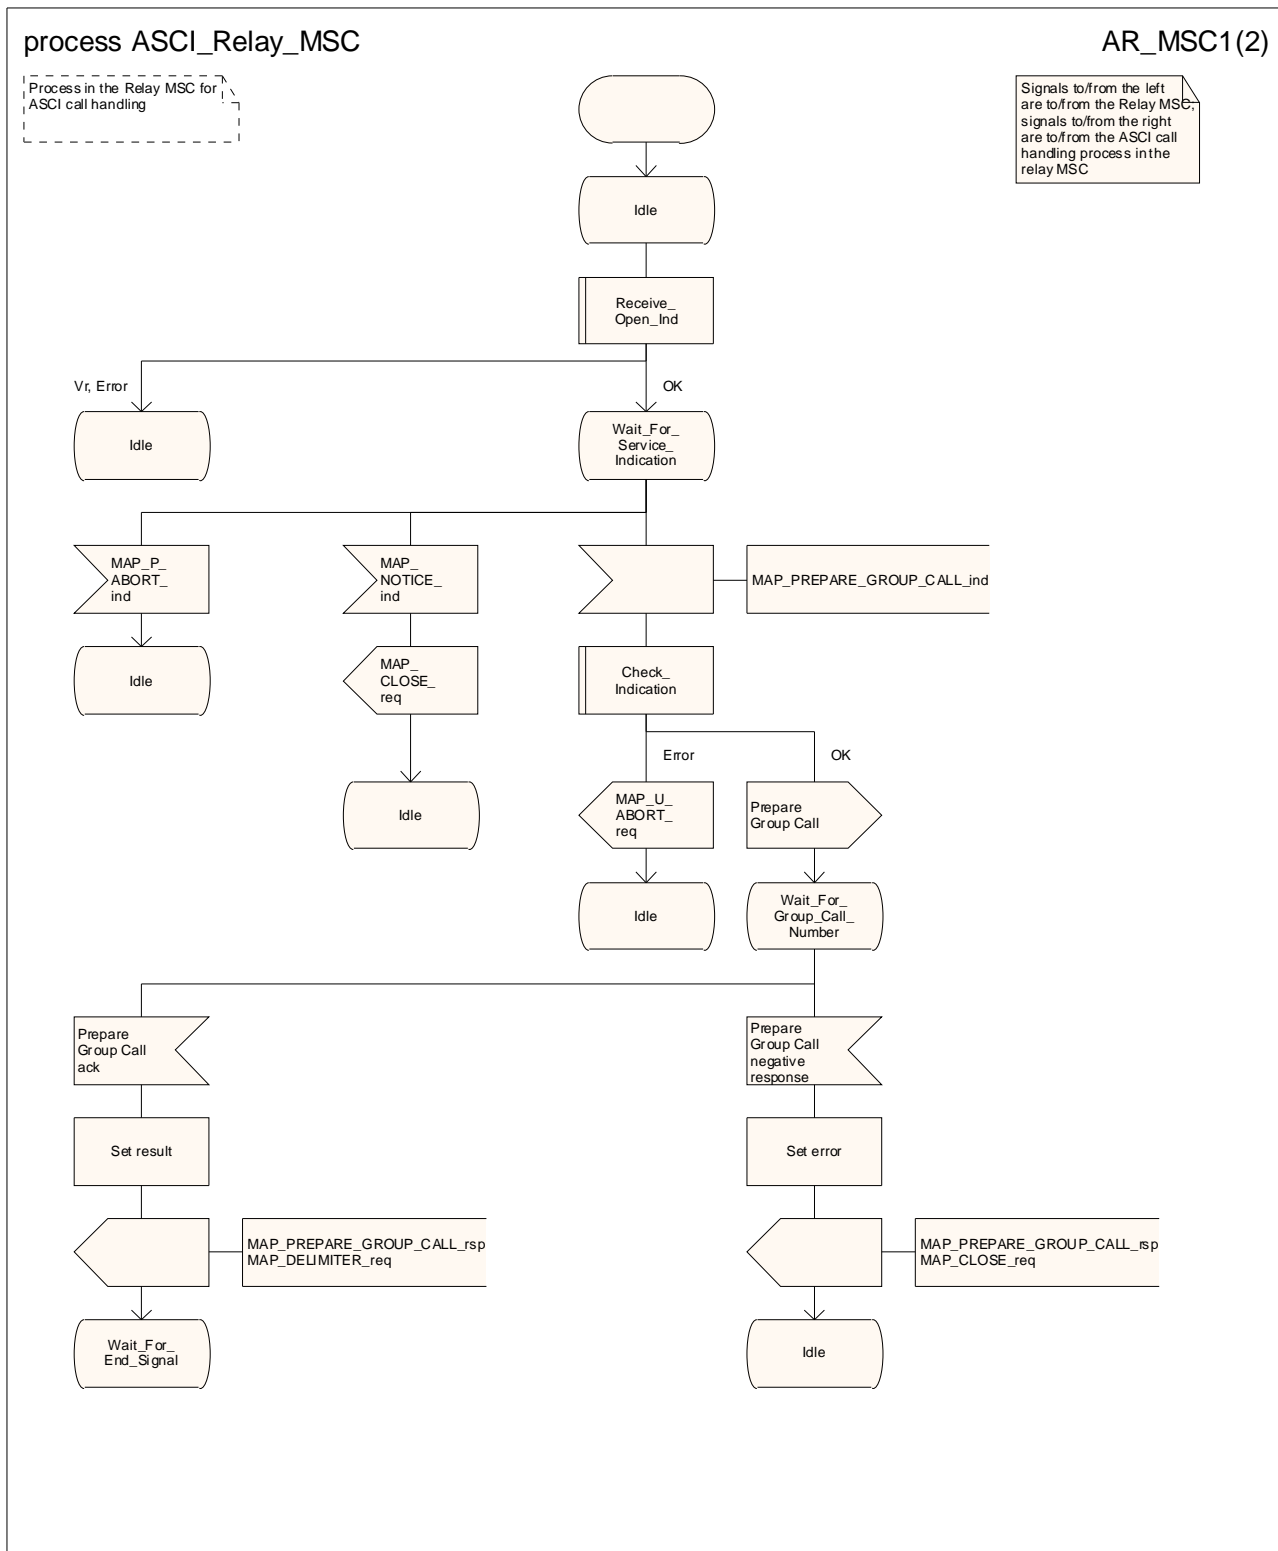 process ASCI_Relay_MSC
AR_MSC1(2)
Process in the Relay MSC for
ASCI call handling
Signals to/from the left
are to/from the Relay MSC;
signals to/from the right
are to/from the ASCI call
handling process in the
relay MSC
Idle
Receive_
Open_Ind
Vr, Error
OK
Idle
Wait_For_
Service_
Indication
MAP_P_
ABORT_
ind
MAP_
NOTICE_
ind
MAP_PREPARE_GROUP_CALL_ind
Idle
MAP_
CLOSE_
req
Check_
Indication
Error
OK
Idle
MAP_U_
ABORT_
req
Prepare
Group Call
Idle
Wait_For_
Group_Call_
Number
Prepare
Group Call
ack
Prepare
Group Call
negative
response
Set result
Set error
MAP_PREPARE_GROUP_CALL_rsp
MAP_DELIMITER_req
MAP_PREPARE_GROUP_CALL_rsp
MAP_CLOSE_req
Wait_For_
End_Signal
Idle